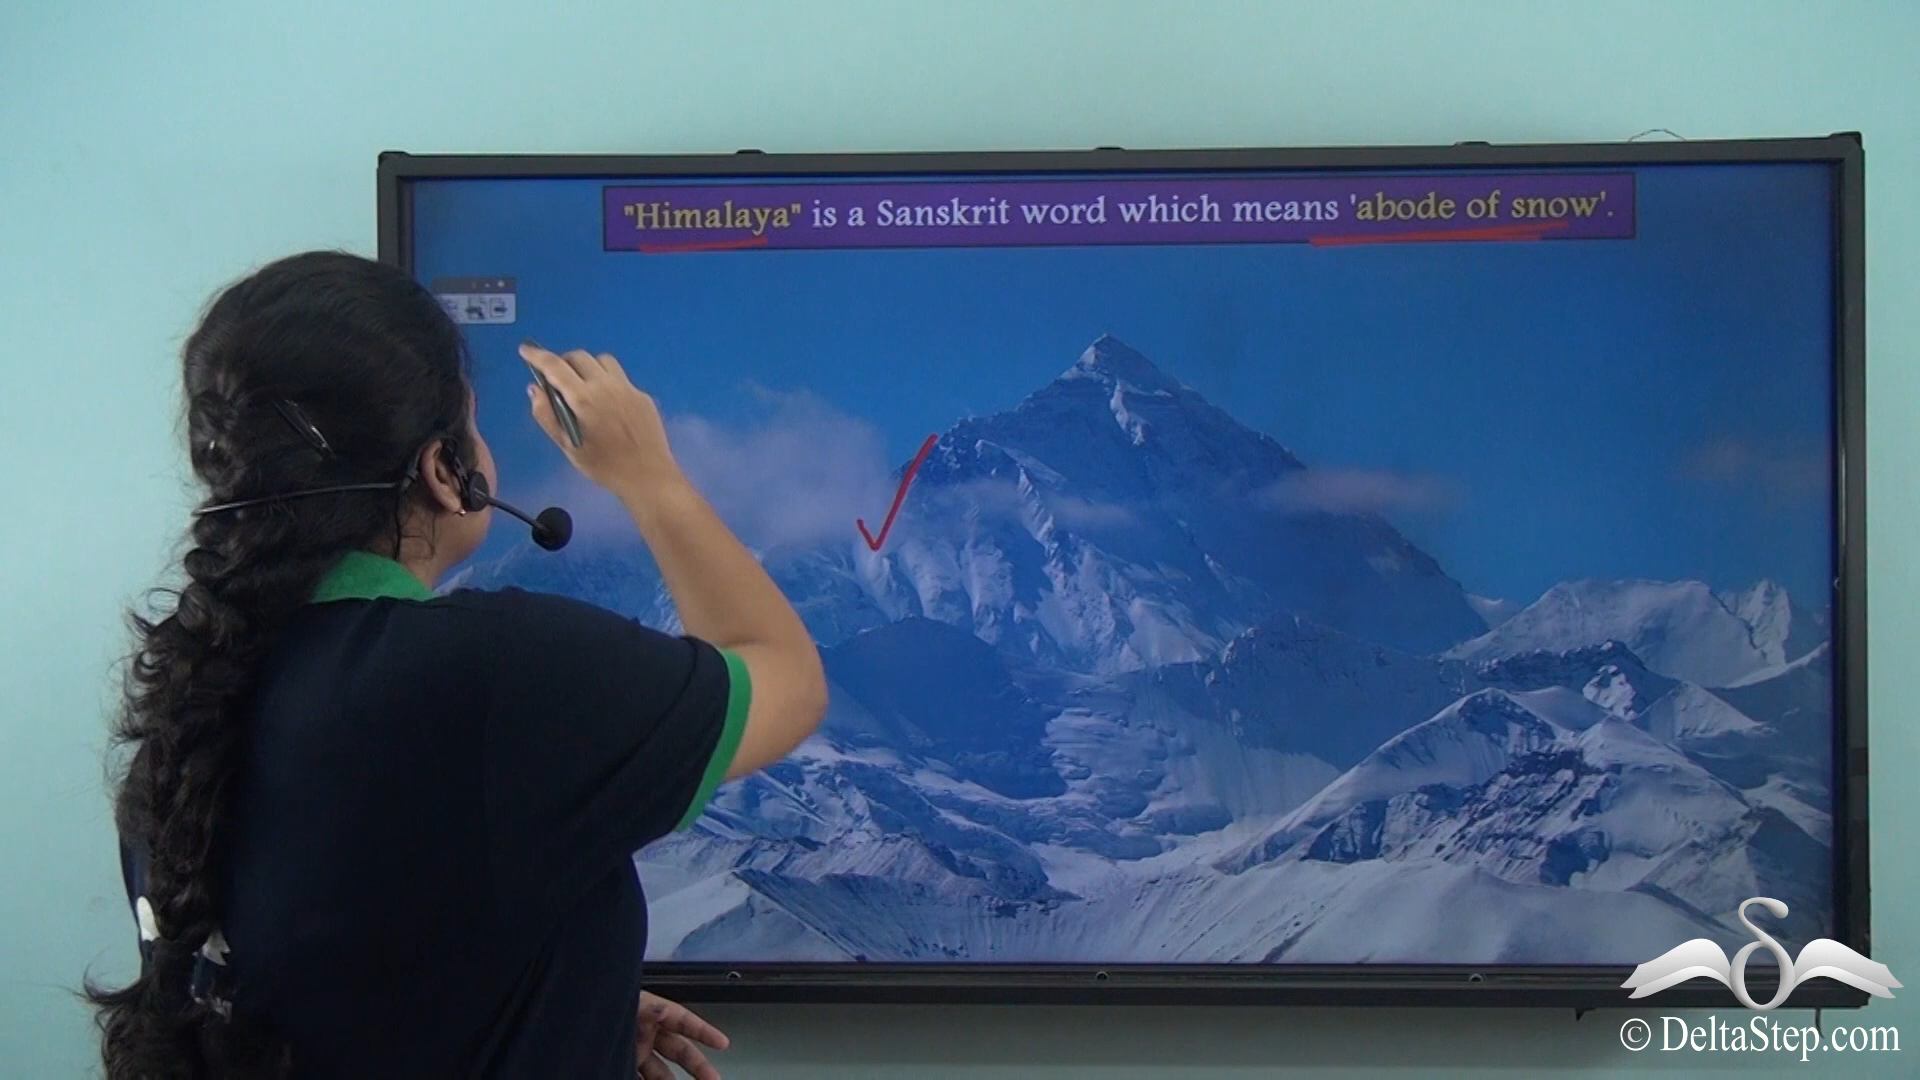 "Himalaya" is a Sanskrit word which means 'abode of snow'.
© DeltaStep.com